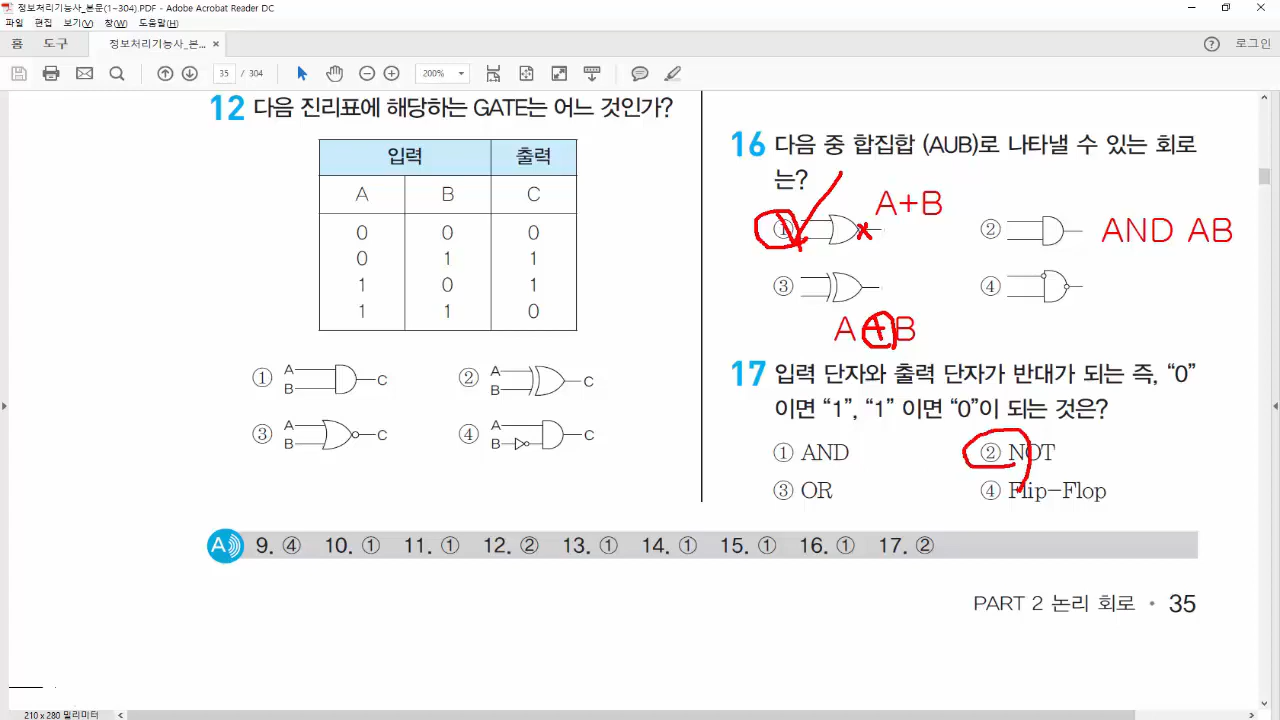 정보처리기능사_본문(1~304).PDF - Adobe Acrobat Reader DC
파일 편집 보기(V) 창(W) 도움말(H)
홈 도구 정보처리기능사_본... × 로그인
35 / 304 200%
12 다음 진리표에 해당하는 GATE는 어느 것인가?
입력 출력
A B C
0 0 0
0 1 1
1 0 1
1 1 0
① A B C ② A B C
③ A B C ④ A B C
16 다음 중 합집합 (AUB)로 나타낼 수 있는 회로
는?
① A+B ② AND AB
③ ④
A + B
17 입력 단자와 출력 단자가 반대가 되는 즉, “0”
이면 “1”, “1” 이면 “0”이 되는 것은?
① AND ② NOT
③ OR ④ Flip-Flop
A 9. ④ 10. ① 11. ① 12. ② 13. ① 14. ① 15. ① 16. ① 17. ②
PART 2 논리 회로 • 35
210 x 280 밀리미터